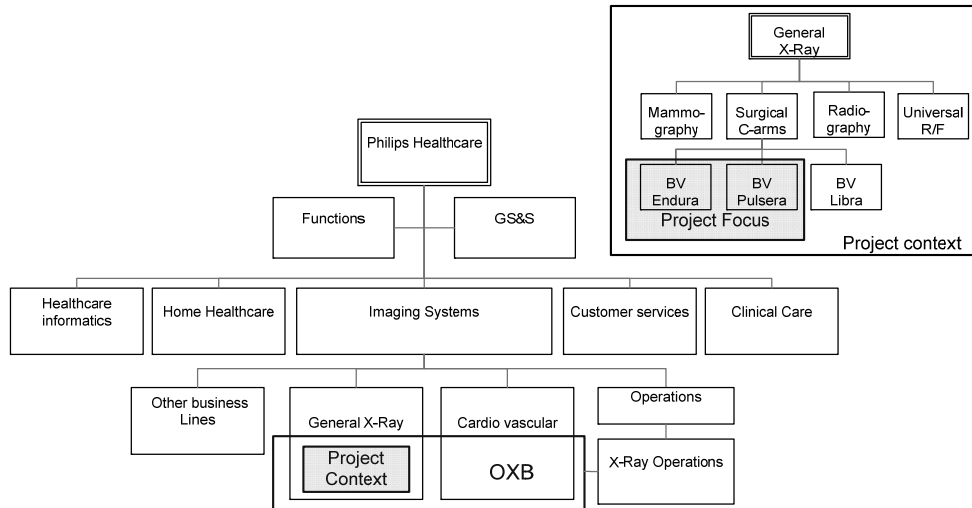 General
X-Ray
Mammo-
graphy
Surgical
C-arms
Radio-
graphy
Universal
R/F
BV
Endura
BV
Pulsera
BV
Libra
Project Focus
Project context
Philips Healthcare
Functions
GS&S
Healthcare
informatics
Home Healthcare
Imaging Systems
Customer services
Clinical Care
Other business
Lines
General X-Ray
Cardio vascular
Operations
Project
Context
OXB
X-Ray Operations